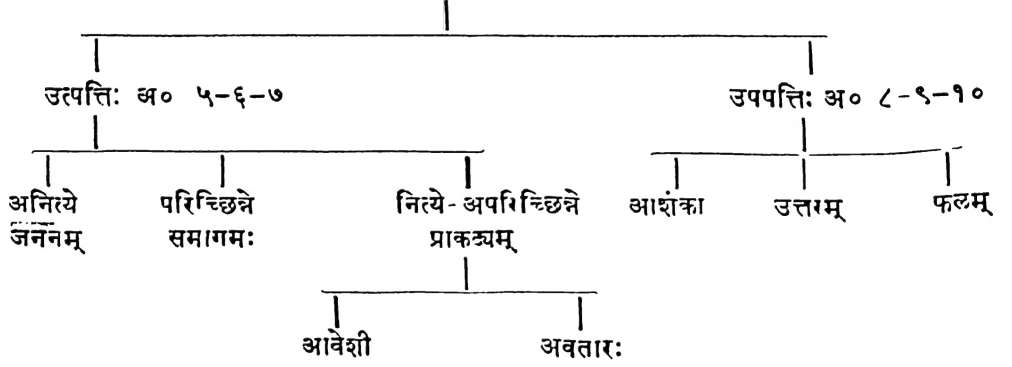 उत्पत्तिः अ० ५-६-७
उपपत्तिः अ० ८-९-१०
अनित्ये परिच्छिन्ने नित्ये-अपरिच्छिन्ने आशंका उत्तरम् फलम्
जननम् समागमः प्राकट्यम्
आवेशी अवतारः